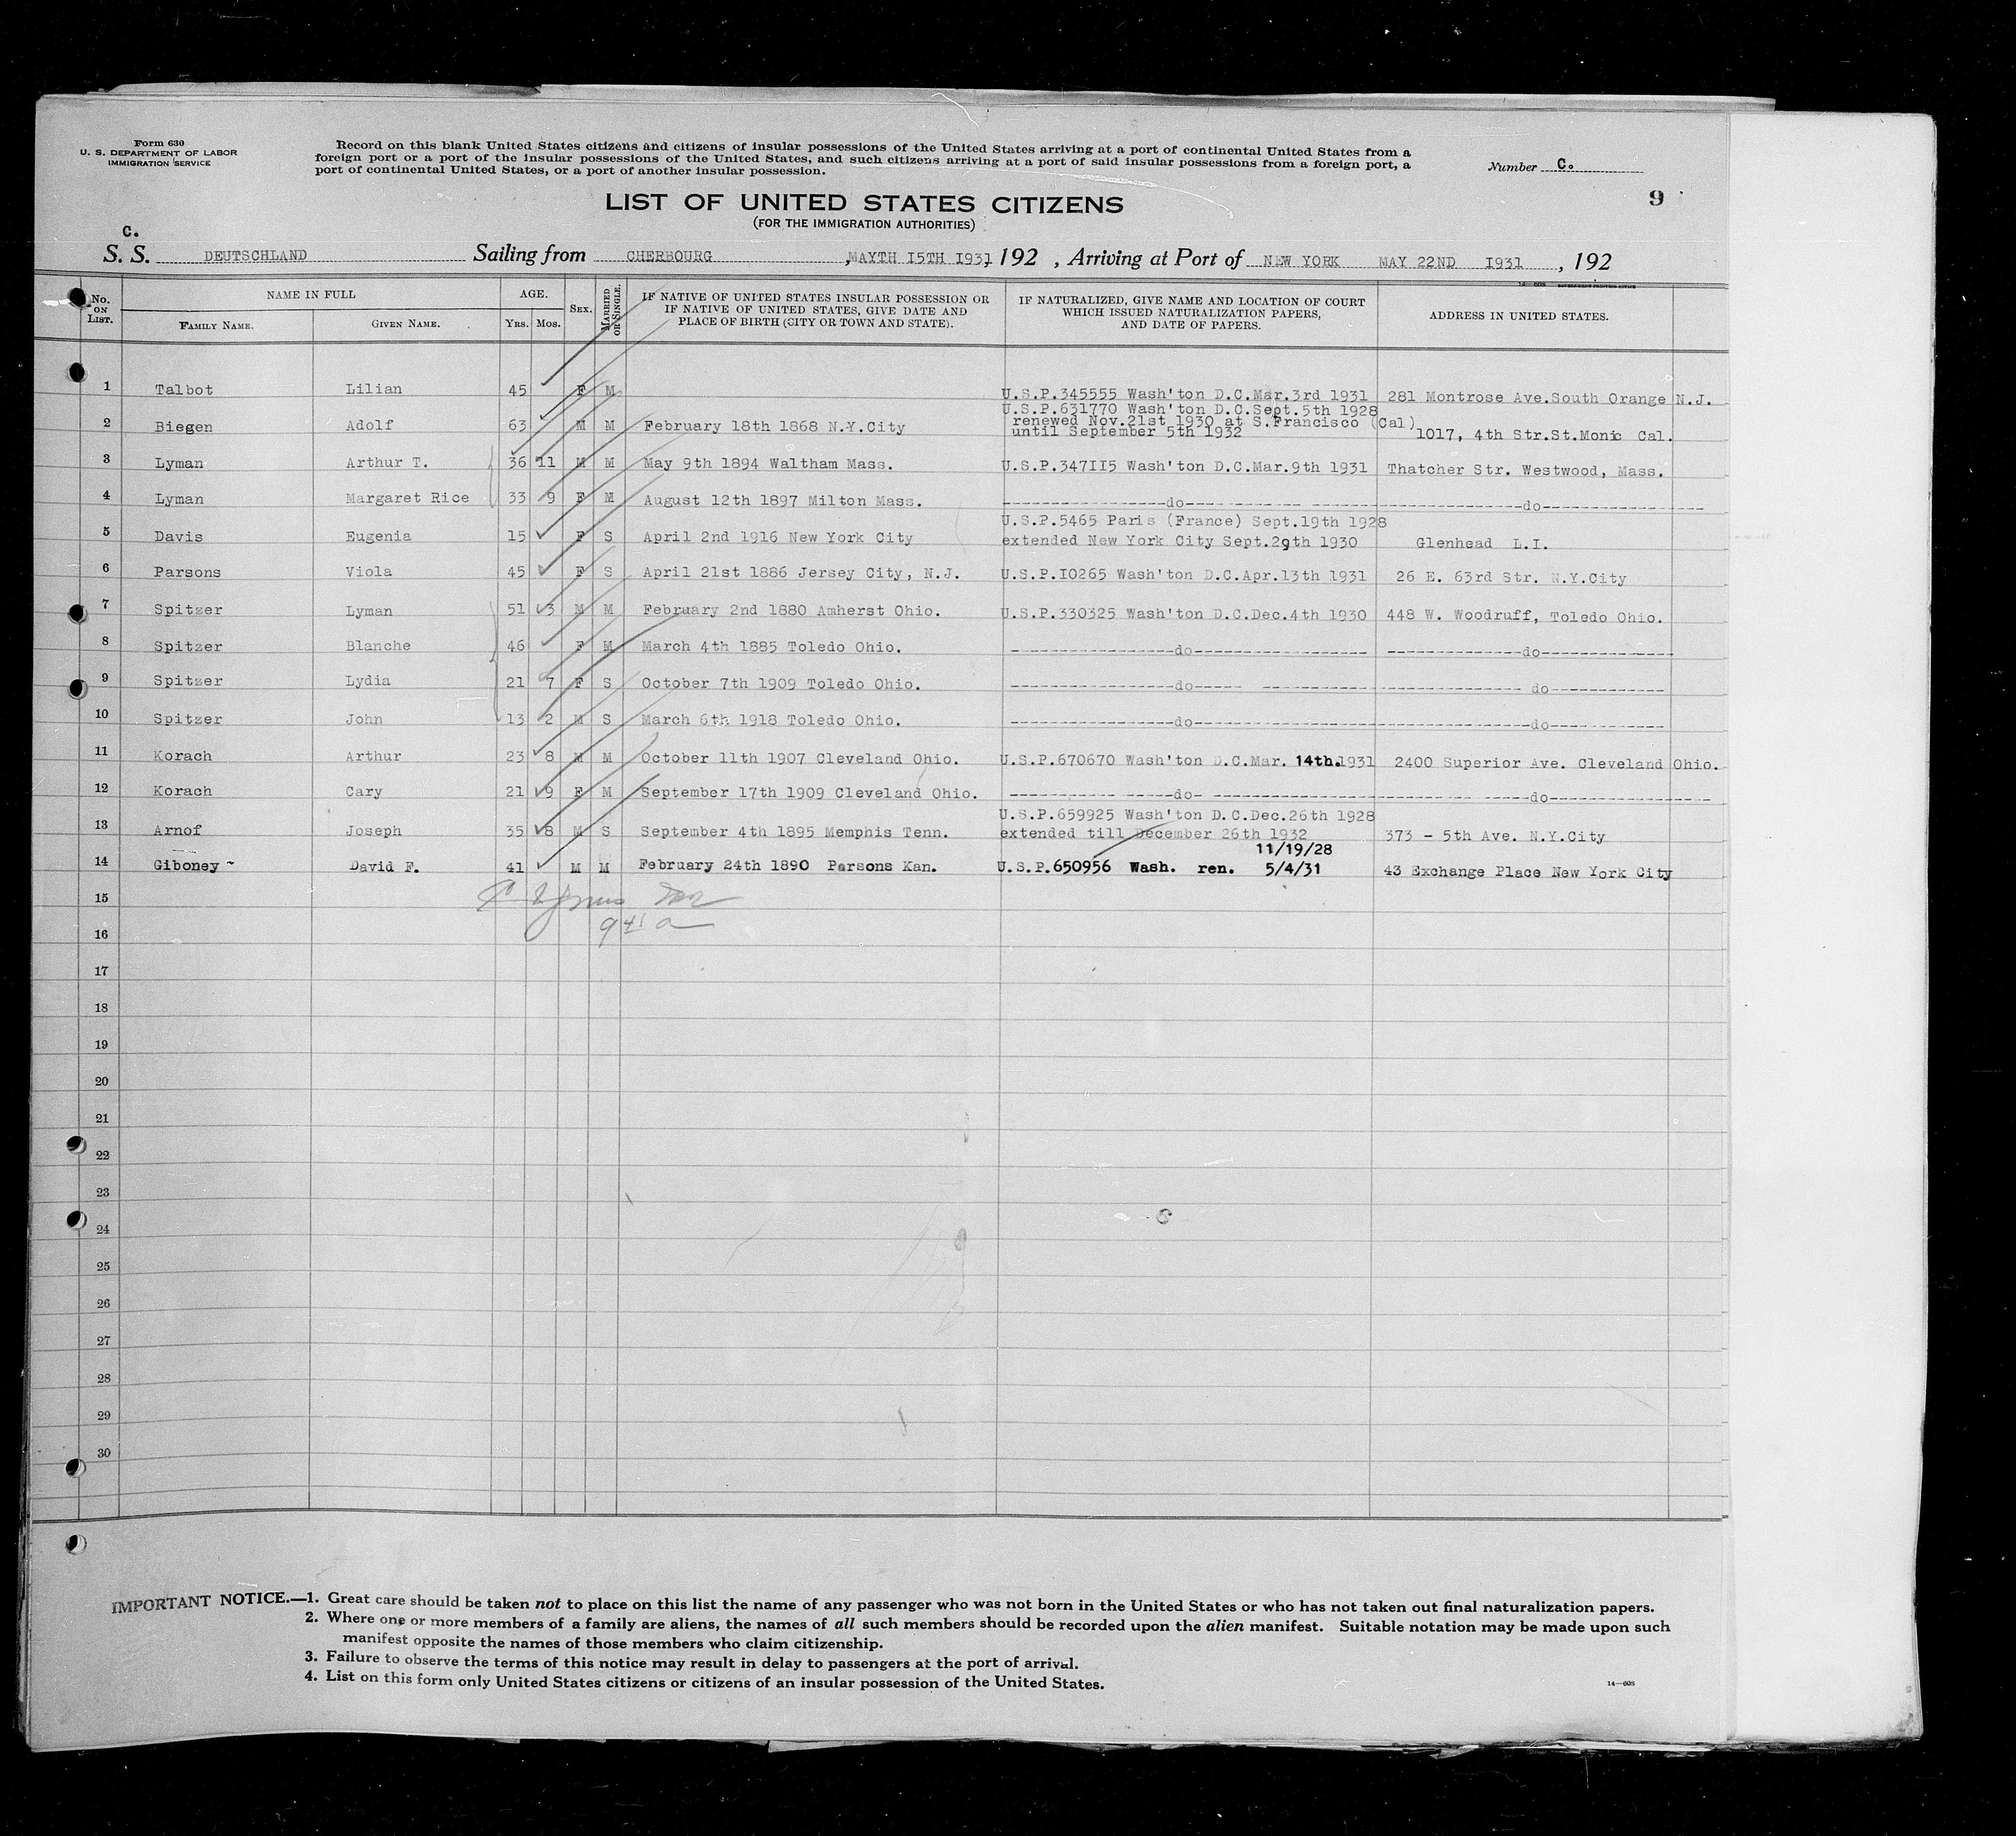 Form 630
U. S. DEPARTMENT OF LABOR
IMMIGRATION SERVICE
Record on this blank United States citizens and citizens of insular possessions of the United States arriving at a port of continental United States from a
foreign port or a port of the insular possessions of the United States, and such citizens arriving at a port of said insular possessions from a foreign port, a
port of continental United States, or a port of another insular possession.
Number C.
9
LIST OF UNITED STATES CITIZENS
(FOR THE IMMIGRATION AUTHORITIES)
C.
S. S. DEUTSCHLAND Sailing from CHERBOURG ,MAYTH I5TH I931 192 , Arriving at Port of NEW YORK MAY 22ND I931 , 192
No. ON LIST. NAME IN FULL AGE. SEX. MARRIED OR SINGLE. IF NATIVE OF UNITED STATES INSULAR POSSESSION OR IF NATIVE OF UNITED STATES, GIVE DATE AND PLACE OF BIRTH (CITY OR TOWN AND STATE). IF NATURALIZED, GIVE NAME AND LOCATION OF COURT WHICH ISSUED NATURALIZATION PAPERS, AND DATE OF PAPERS. ADDRESS IN UNITED STATES.
FAMILY NAME. GIVEN NAME. YRS. MOS.
1 Talbot Lilian 45 F M U.S.P.345555 Wash'ton D.C.Mar.3rd 1931 281 Montrose Ave.South Orange N.J.
U.S.P.631770 Wash'ton D.C.Sept.5th 1928
2 Biegen Adolf 63 M M February 18th 1868 N.Y.City renewed Nov.21st 1930 at S.Francisco (Cal)
until September 5th 1932 1017, 4th Str.St.Monic Cal.
3 Lyman Arthur T. 36 11 M M May 9th 1894 Waltham Mass. U.S.P.347II5 Wash'ton D.C.Mar.9th 1931 Thatcher Str. Westwood, Mass.
4 Lyman Margaret Rice 33 9 F M August 12th 1897 Milton Mass. ----do---- ----do----
U.S.P.5465 Paris (France) Sept.19th 1928
5 Davis Eugenia 15 F S April 2nd 1916 New York City extended New York City Sept.29th 1930 Glenhead L.I.
6 Parsons Viola 45 F S April 21st 1886 Jersey City, N.J. U.S.P.I0265 Wash'ton D.C.Apr.13th 1931 26 E. 63rd Str. N.Y.City
7 Spitzer Lyman 51 3 M M February 2nd 1880 Amherst Ohio. U.S.P.330325 Wash'ton D.C.Dec.4th 1930 448 W. Woodruff, Toledo Ohio.
8 Spitzer Blanche 46 F M March 4th 1885 Toledo Ohio. ----do---- ----do----
9 Spitzer Lydia 21 7 F S October 7th 1909 Toledo Ohio. ----do---- ----do----
10 Spitzer John 13 2 M S March 6th 1918 Toledo Ohio. ----do---- ----do----
11 Korach Arthur 23 8 M M October 11th 1907 Cleveland Ohio. U.S.P.670670 Wash'ton D.C.Mar. 14th.1931 2400 Superior Ave. Cleveland Ohio.
12 Korach Cary 21 9 F M September 17th 1909 Cleveland Ohio. ----do---- ----do----
U.S.P.659925 Wash'ton D.C.Dec.26th 1928
13 Arnof Joseph 35 8 M S September 4th 1895 Memphis Tenn. extended till December 26th 1932 373 - 5th Ave. N.Y.City
11/19/28
14 Giboney David F. 41 M M February 24th 1890 Parsons Kan. U.S.P.650956 Wash. ren. 5/4/31 43 Exchange Place New York City
15
16
17
18
19
20
21
22
23
24
25
26
27
28
29
30
IMPORTANT NOTICE.—1. Great care should be taken not to place on this list the name of any passenger who was not born in the United States or who has not taken out final naturalization papers.
2. Where one or more members of a family are aliens, the names of all such members should be recorded upon the alien manifest. Suitable notation may be made upon such
manifest opposite the names of those members who claim citizenship.
3. Failure to observe the terms of this notice may result in delay to passengers at the port of arrival.
4. List on this form only United States citizens or citizens of an insular possession of the United States.
14—608